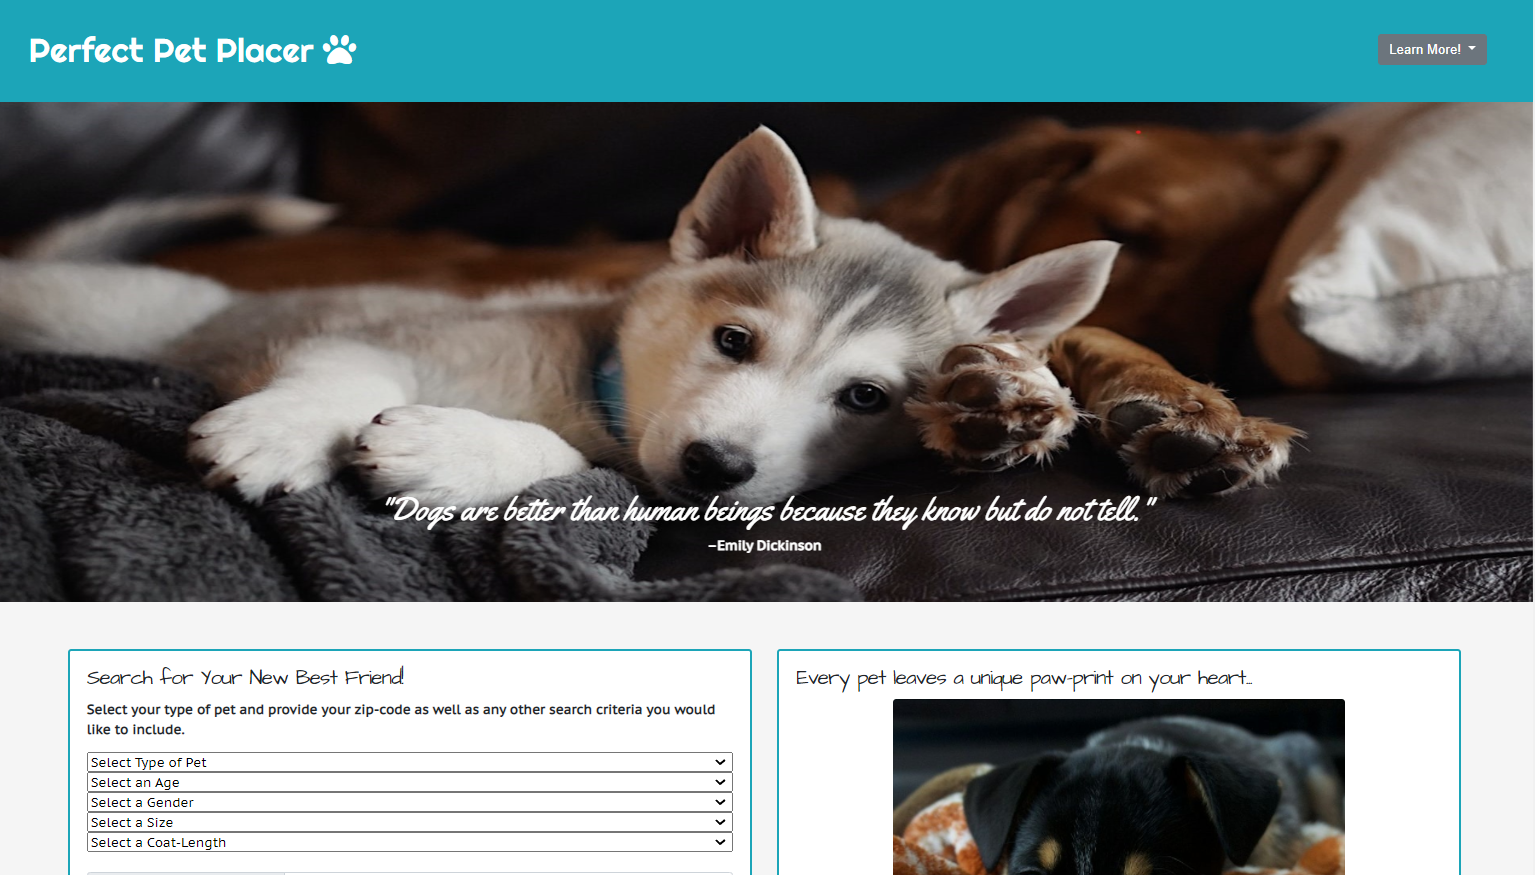 Perfect Pet Placer
Learn More!
"Dogs are better than human beings because they know but do not tell."
–Emily Dickinson
Search for Your New Best Friend!
Select your type of pet and provide your zip-code as well as any other search criteria you would
like to include.
Select Type of Pet
Select an Age
Select a Gender
Select a Size
Select a Coat-Length
Every pet leaves a unique paw-print on your heart...